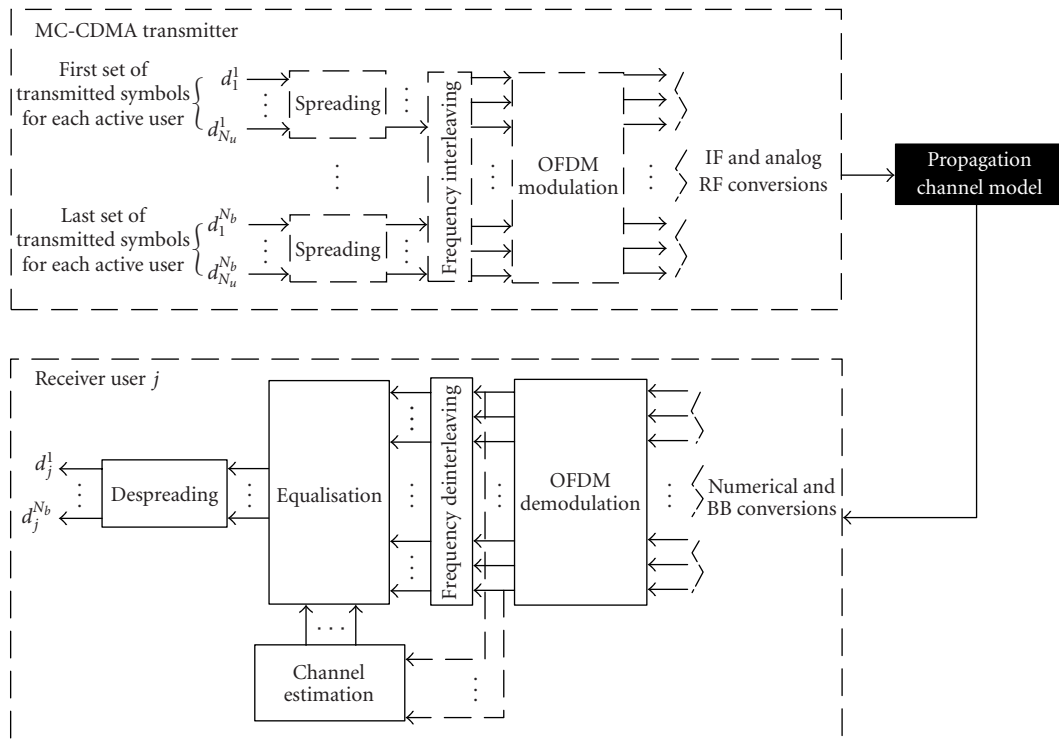 MC-CDMA transmitter
First set of
transmitted symbols
for each active user
d_1^1
d_{N_u}^1
Spreading
Last set of
transmitted symbols
for each active user
d_1^{N_b}
d_{N_u}^{N_b}
Spreading
Frequency interleaving
OFDM
modulation
IF and analog
RF conversions
Propagation
channel model
Receiver user j
d_j^1
d_j^{N_b}
Despreading
Equalisation
Frequency deinterleaving
OFDM
demodulation
Numerical and
BB conversions
Channel
estimation